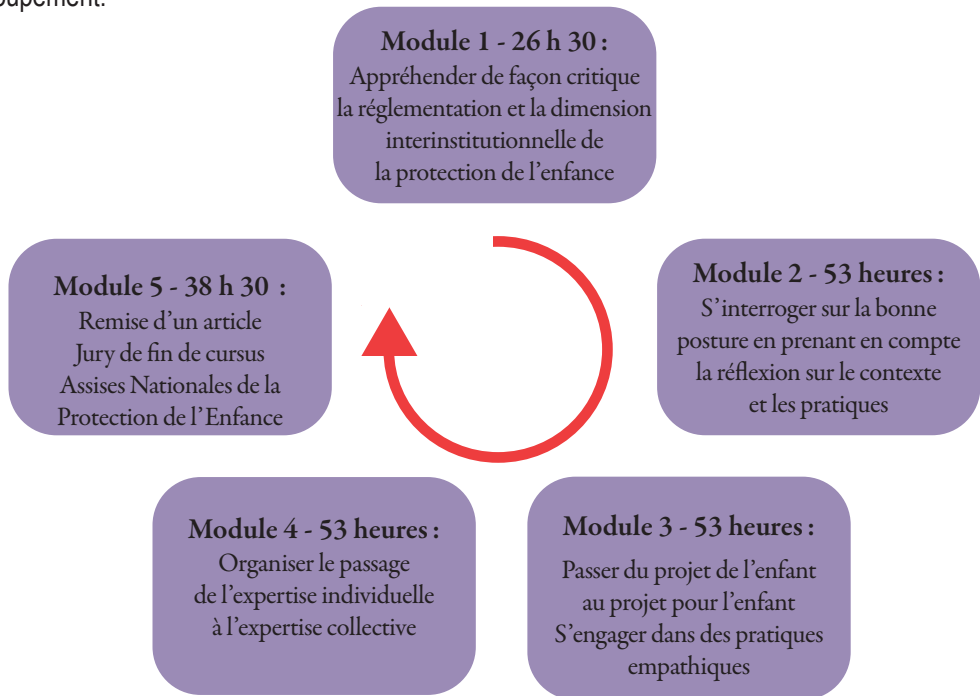 Module 1 - 26 h 30 :
Appréhender de façon critique
la réglementation et la dimension
interinstitutionnelle de
la protection de l’enfance
Module 2 - 53 heures :
S’interroger sur la bonne
posture en prenant en compte
la réflexion sur le contexte
et les pratiques
Module 3 - 53 heures :
Passer du projet de l’enfant
au projet pour l’enfant
S’engager dans des pratiques
empathiques
Module 4 - 53 heures :
Organiser le passage
de l’expertise individuelle
à l’expertise collective
Module 5 - 38 h 30 :
Remise d’un article
Jury de fin de cursus
Assises Nationales de la
Protection de l’Enfance